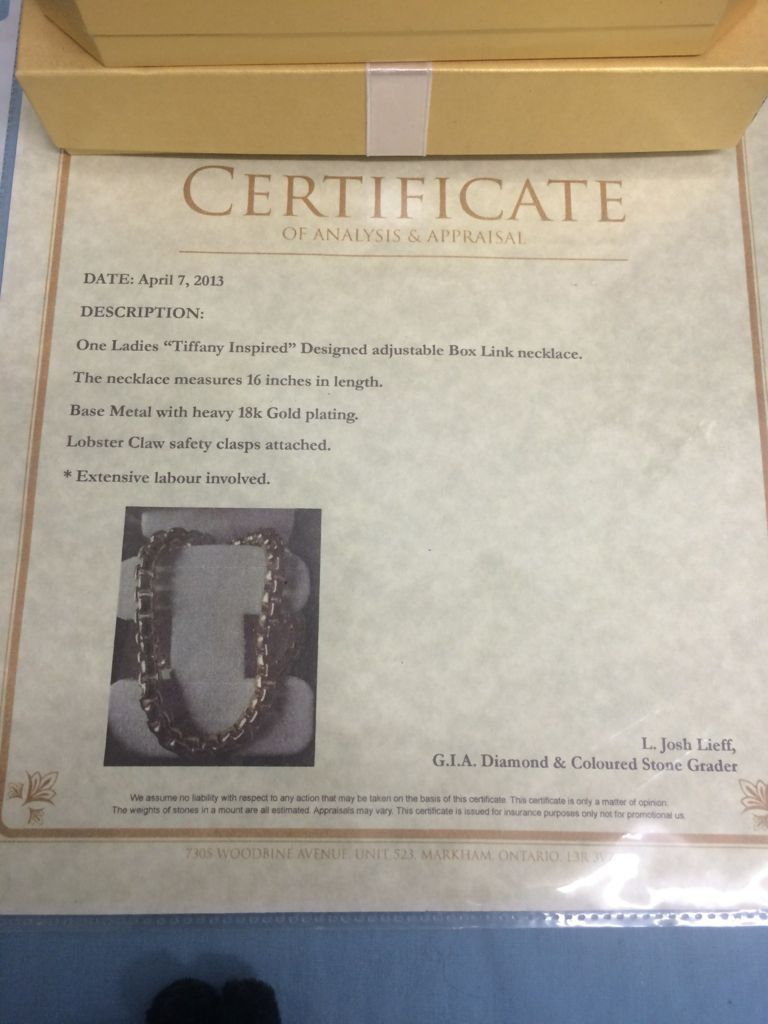 CERTIFICATE
OF ANALYSIS & APPRAISAL
DATE: April 7, 2013
DESCRIPTION:
One Ladies “Tiffany Inspired” Designed adjustable Box Link necklace.
The necklace measures 16 inches in length.
Base Metal with heavy 18k Gold plating.
Lobster Claw safety clasps attached.
* Extensive labour involved.
L. Josh Lieff,
G.I.A. Diamond & Coloured Stone Grader
We assume no liability with respect to any action that may be taken on the basis of this certificate. This certificate is only a matter of opinion.
The weights of stones in a mount are all estimated. Appraisals may vary. This certificate is issued for insurance purposes only not for promotional us
7305 WOODBINE AVENUE, UNIT 523, MARKHAM, ONTARIO, L3R